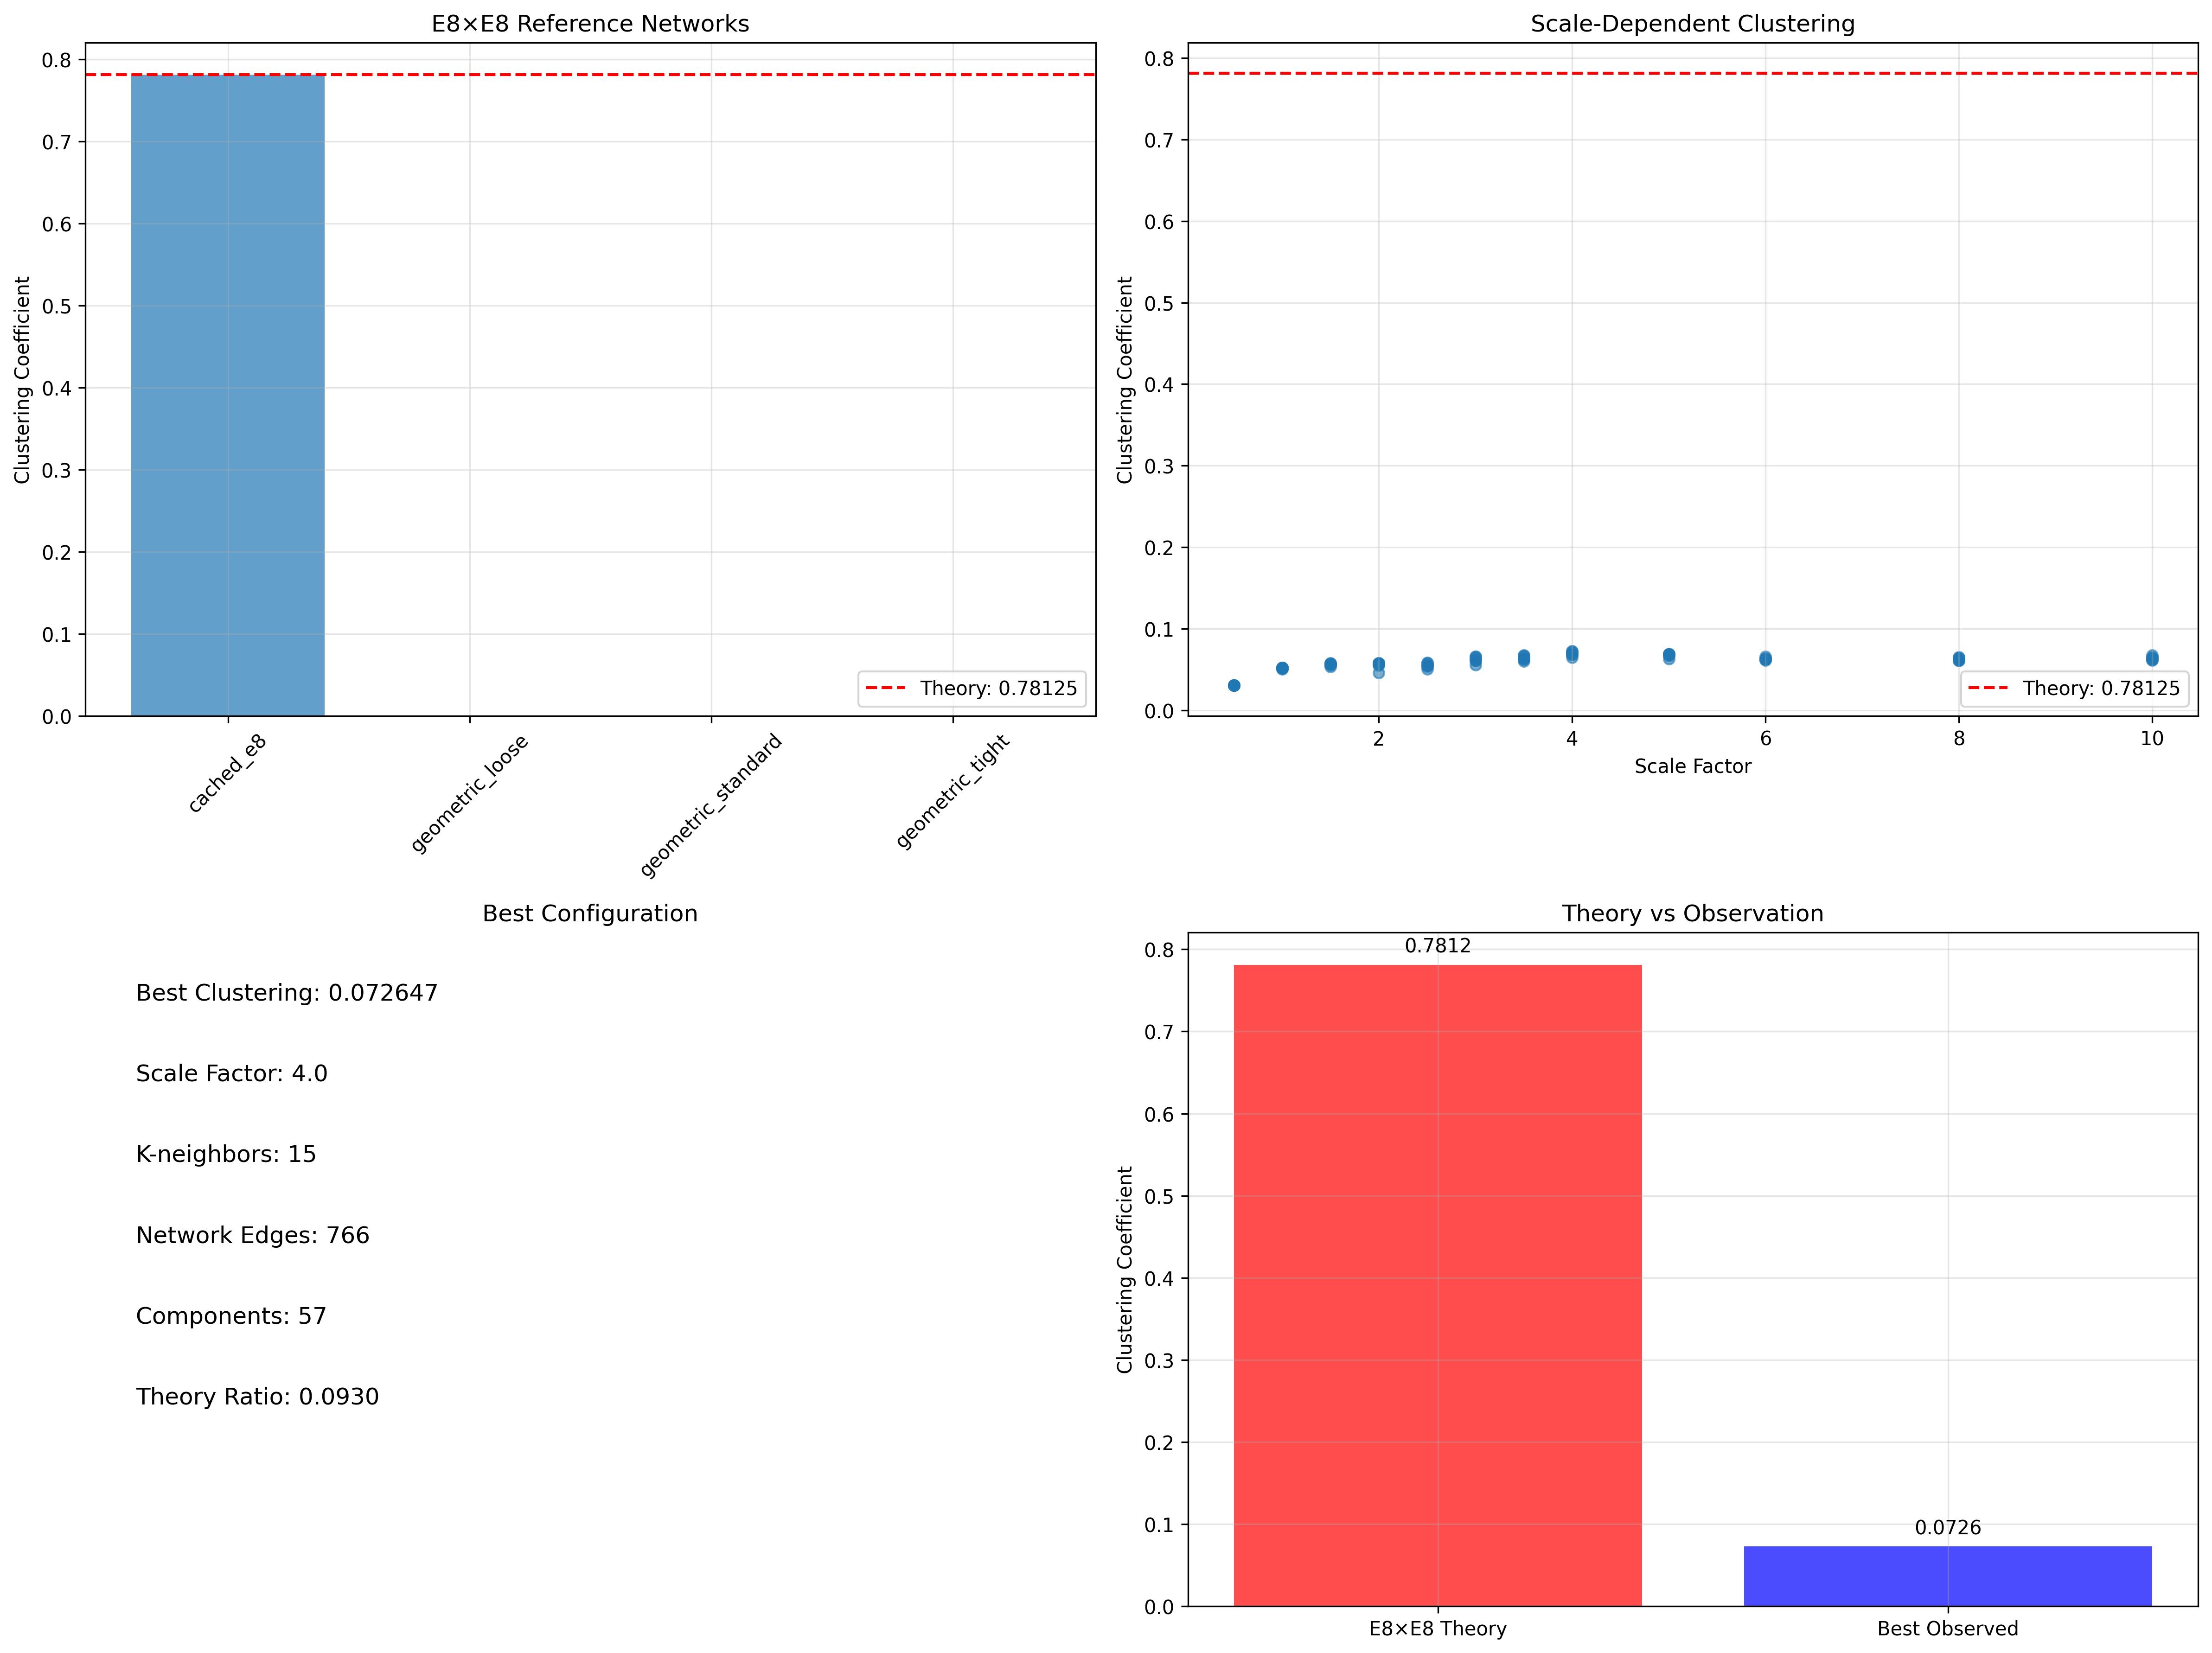 E8×E8 Reference Networks
Clustering Coefficient
0.8
0.7
0.6
0.5
0.4
0.3
0.2
0.1
0.0
Theory: 0.78125
cached_e8
geometric_loose
geometric_standard
geometric_tight
Scale-Dependent Clustering
Clustering Coefficient
0.8
0.7
0.6
0.5
0.4
0.3
0.2
0.1
0.0
Theory: 0.78125
2 4 6 8 10
Scale Factor
Best Configuration
Best Clustering: 0.072647
Scale Factor: 4.0
K-neighbors: 15
Network Edges: 766
Components: 57
Theory Ratio: 0.0930
Theory vs Observation
Clustering Coefficient
0.8
0.7
0.6
0.5
0.4
0.3
0.2
0.1
0.0
0.7812
0.0726
E8×E8 Theory
Best Observed